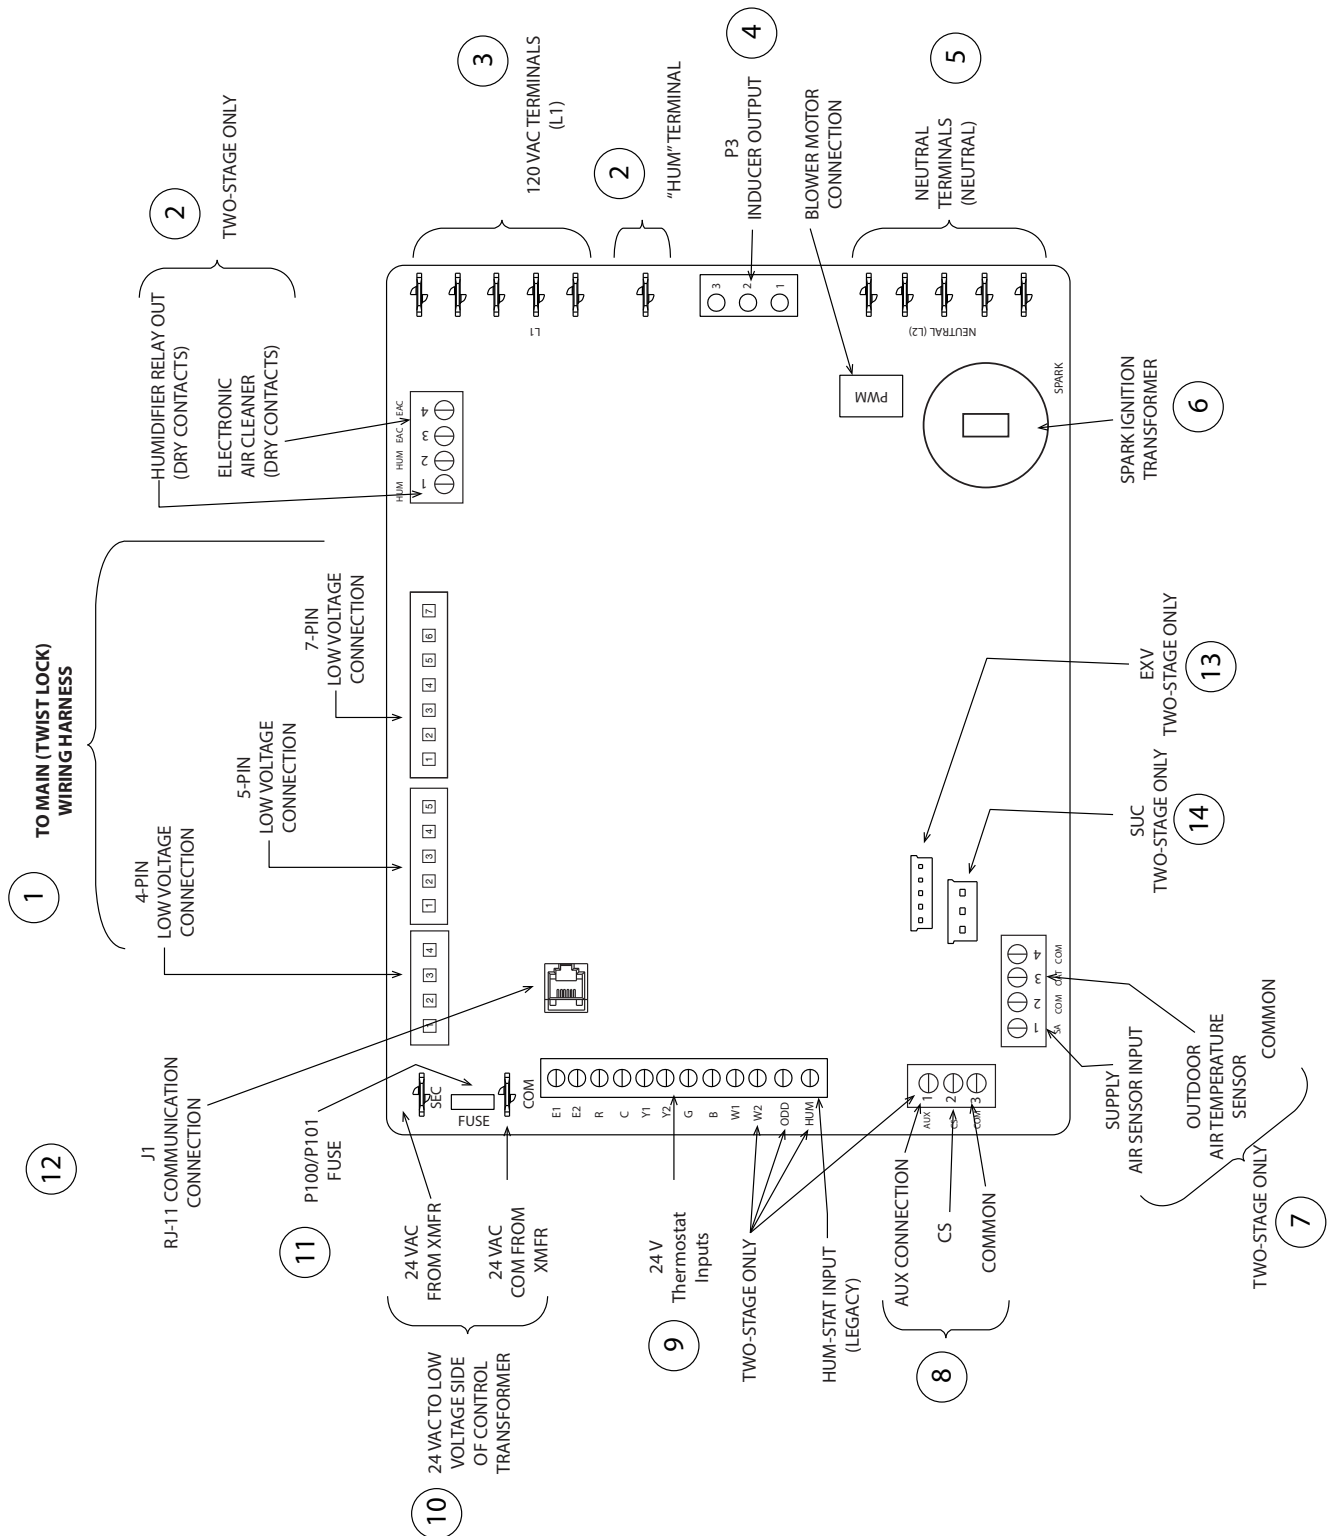 1
TO MAIN (TWIST LOCK)
WIRING HARNESS
4-PIN
LOW VOLTAGE
CONNECTION
5-PIN
LOW VOLTAGE
CONNECTION
7-PIN
LOW VOLTAGE
CONNECTION
1 2 3 4
1 2 3 4 5
1 2 3 4 5 6 7
2
TWO-STAGE ONLY
HUMIDIFIER RELAY OUT
(DRY CONTACTS)
ELECTRONIC
AIR CLEANER
(DRY CONTACTS)
HUM HUM EAC EAC
1 2 3 4
3
120 VAC TERMINALS
(L1)
L1
2
"HUM" TERMINAL
4
P3
INDUCER OUTPUT
3
2
1
BLOWER MOTOR
CONNECTION
PWM
5
NEUTRAL
TERMINALS
(NEUTRAL)
NEUTRAL (L2)
SPARK
SPARK IGNITION
TRANSFORMER
6
EXV
TWO-STAGE ONLY
13
SUC
TWO-STAGE ONLY
14
1 2 3 4
SA COM OAT COM
SUPPLY
AIR SENSOR INPUT
OUTDOOR
AIR TEMPERATURE
SENSOR
COMMON
TWO-STAGE ONLY
7
AUX CS COM
1 2 3
AUX CONNECTION
CS
COMMON
8
HUM-STAT INPUT
(LEGACY)
TWO-STAGE ONLY
24 V
Thermostat
Inputs
9
E1
E2
R
C
Y1
Y2
G
B
W1
W2
ODD
HUM
SEC
FUSE
COM
24 VAC
FROM XMFR
24 VAC
COM FROM
XMFR
24 VAC TO LOW
VOLTAGE SIDE
OF CONTROL
TRANSFORMER
10
P100/P101
FUSE
11
J1
RJ-11 COMMUNICATION
CONNECTION
12